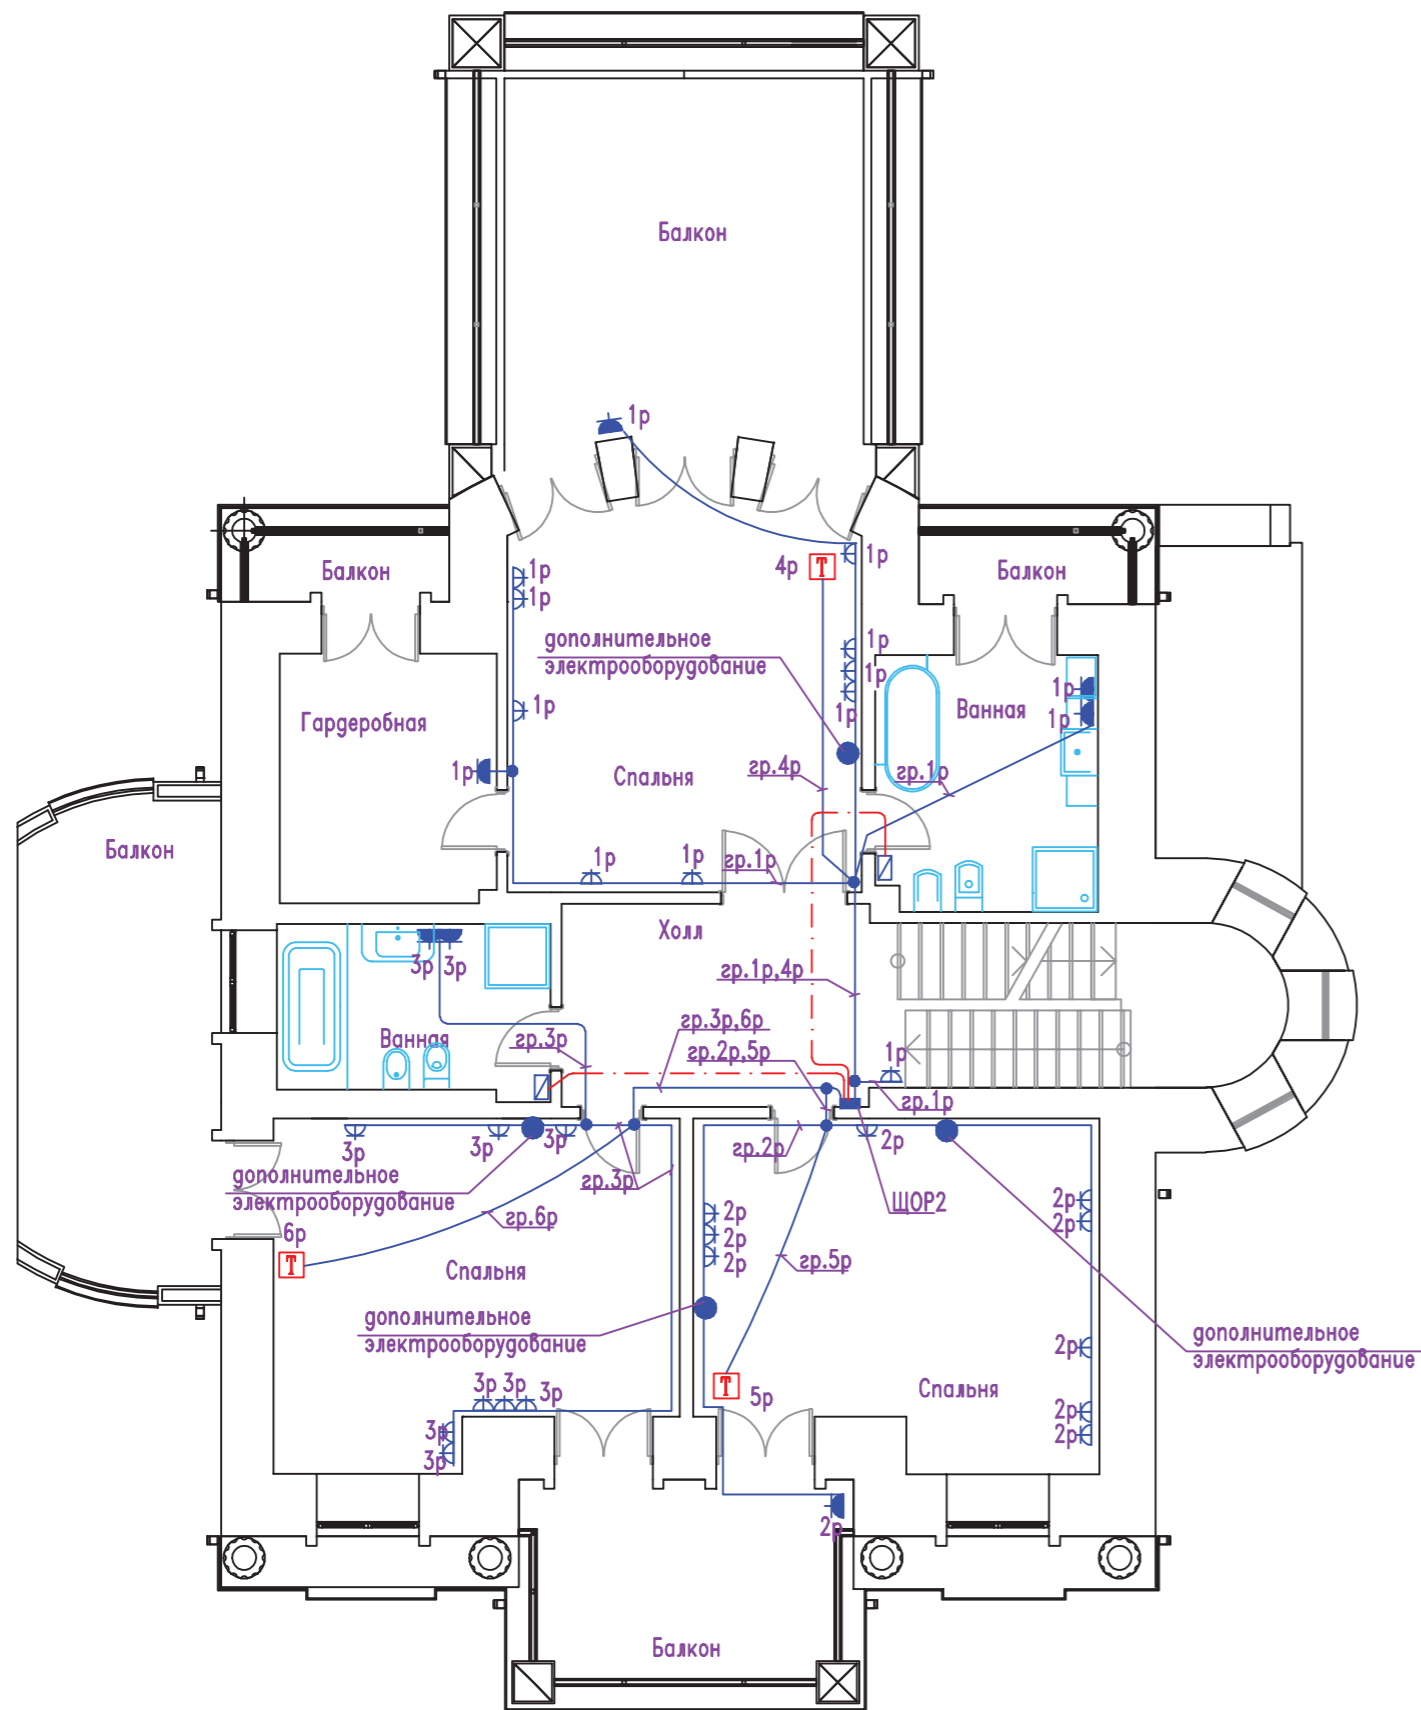 Балкон
1р
Балкон
4р
T
1р
Балкон
1р
1р
дополнительное
электрооборудование
1р
1р
1р
1р
1р
1р
Гардеробная
Ванная
1р
Спальня
гр.4р
гр.1р
Балкон
1р
1р
гр.1р
Холл
3р
3р
гр.1р,4р
гр.3р,6р
Ванная
гр.3р
гр.2р,5р
1р
гр.1р
3р
3р
3р
гр.2р
2р
дополнительное
электрооборудование
гр.3р
ЩОР2
2р
2р
2р
2р
2р
6р
гр.6р
T
Спальня
гр.5р
дополнительное
электрооборудование
2р
дополнительное
электрооборудование
T
5р
Спальня
3р
3р
3р
3р
3р
2р
2р
2р
Балкон